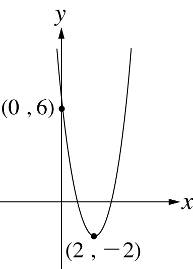 y
(0 , 6)
x
(2 , －2)